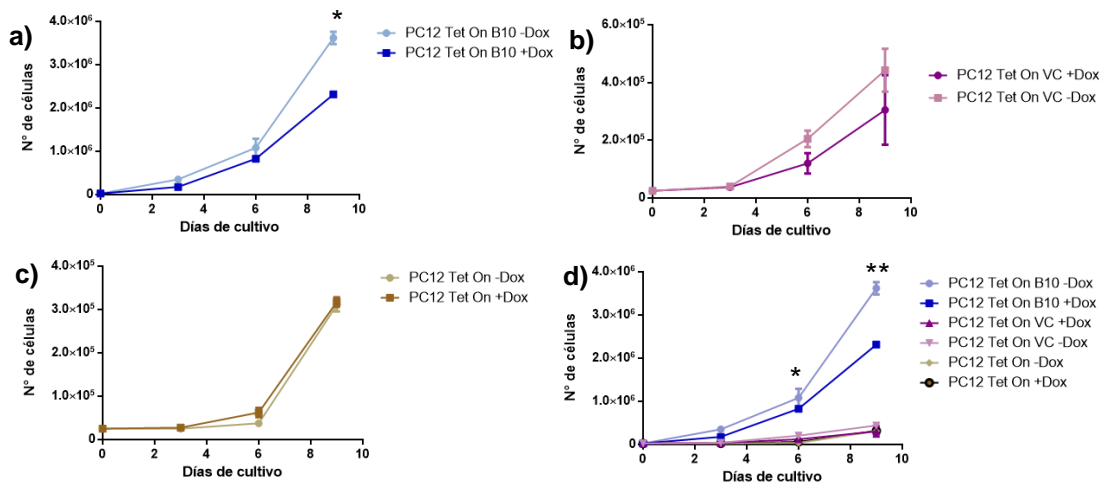 a)
N° de células
4.0×10⁶
3.0×10⁶
2.0×10⁶
1.0×10⁶
0
0 2 4 6 8 10
Días de cultivo
*
PC12 Tet On B10 -Dox
PC12 Tet On B10 +Dox
b)
N° de células
6.0×10⁵
4.0×10⁵
2.0×10⁵
0
0 2 4 6 8 10
Días de cultivo
PC12 Tet On VC +Dox
PC12 Tet On VC -Dox
c)
N° de células
4.0×10⁵
3.0×10⁵
2.0×10⁵
1.0×10⁵
0
0 2 4 6 8 10
Días de cultivo
PC12 Tet On -Dox
PC12 Tet On +Dox
d)
N° de células
4.0×10⁶
3.0×10⁶
2.0×10⁶
1.0×10⁶
0
0 2 4 6 8 10
Días de cultivo
*
**
PC12 Tet On B10 -Dox
PC12 Tet On B10 +Dox
PC12 Tet On VC +Dox
PC12 Tet On VC -Dox
PC12 Tet On -Dox
PC12 Tet On +Dox